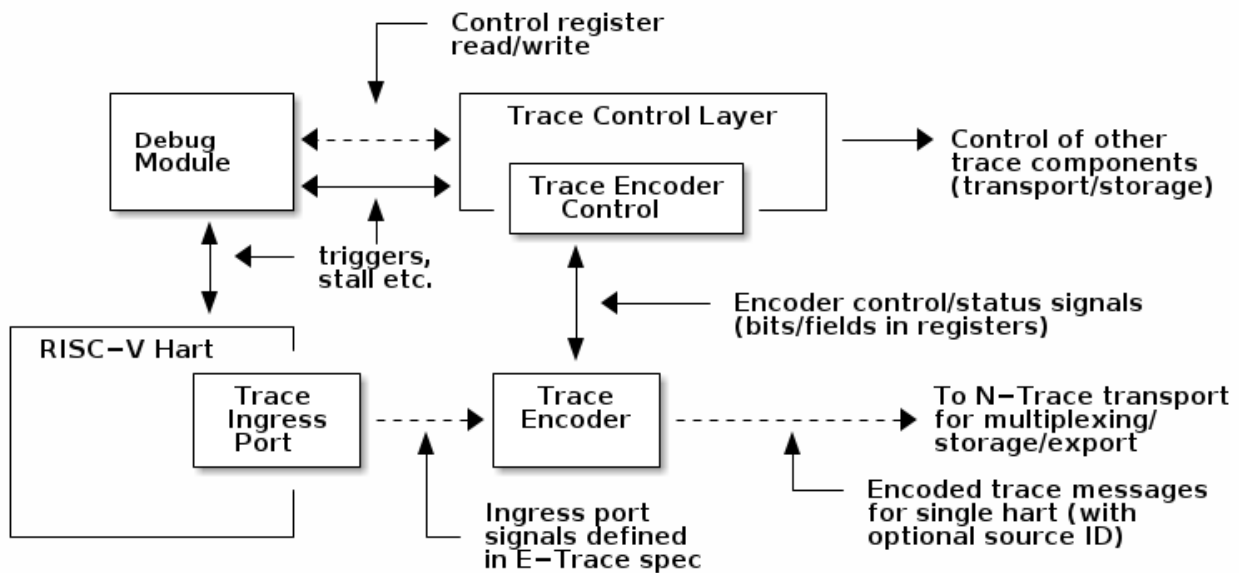 Control register
read/write
Debug
Module
Trace Control Layer
Trace Encoder
Control
Control of other
trace components
(transport/storage)
triggers,
stall etc.
Encoder control/status signals
(bits/fields in registers)
RISC−V Hart
Trace
Ingress
Port
Trace
Encoder
To N−Trace transport
for multiplexing/
storage/export
Ingress port
signals defined
in E−Trace spec
Encoded trace messages
for single hart (with
optional source ID)